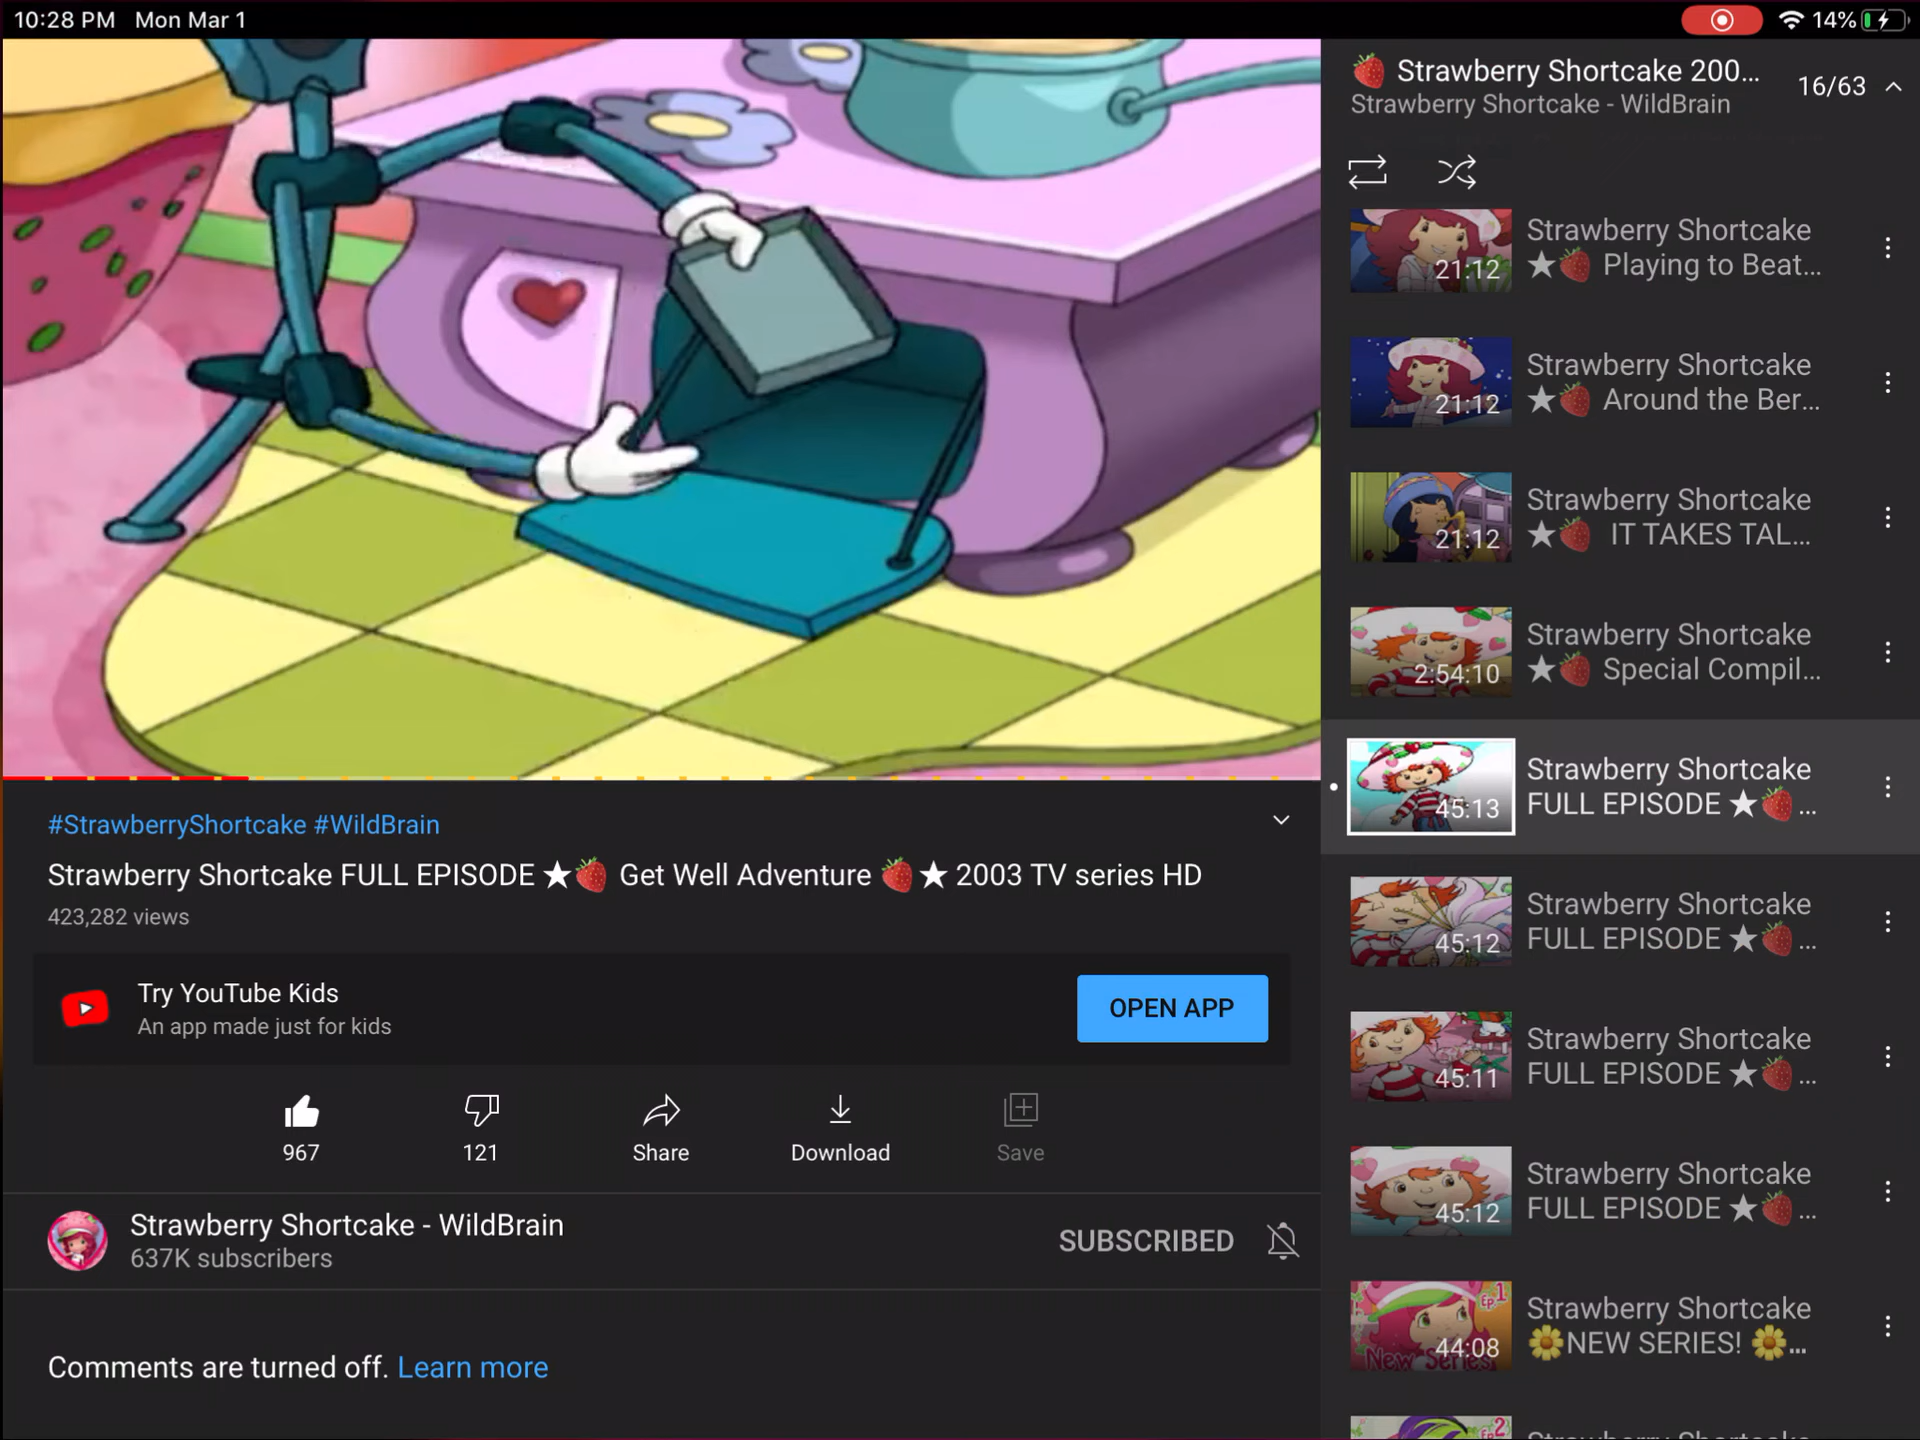 10:28 PM Mon Mar 1
14%
Strawberry Shortcake 200...
16/63
Strawberry Shortcake - WildBrain
Strawberry Shortcake
★🍓 Playing to Beat...
21:12
Strawberry Shortcake
★🍓 Around the Ber...
21:12
Strawberry Shortcake
★🍓 IT TAKES TAL...
21:12
Strawberry Shortcake
★🍓 Special Compil...
2:54:10
Strawberry Shortcake
FULL EPISODE ★🍓...
45:13
Strawberry Shortcake
FULL EPISODE ★🍓...
45:12
Strawberry Shortcake
FULL EPISODE ★🍓...
45:11
Strawberry Shortcake
FULL EPISODE ★🍓...
45:12
Strawberry Shortcake
🌼NEW SERIES! 🌼...
Ep.1
New Series!
44:08
Ep2
#StrawberryShortcake #WildBrain
Strawberry Shortcake FULL EPISODE ★🍓 Get Well Adventure 🍓★ 2003 TV series HD
423,282 views
Try YouTube Kids
An app made just for kids
OPEN APP
967
121
Share
Download
Save
Strawberry Shortcake - WildBrain
637K subscribers
SUBSCRIBED
Comments are turned off. Learn more